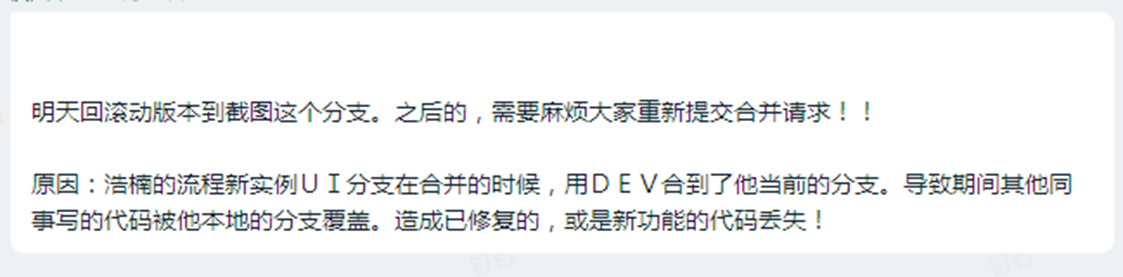 明天回滚动版本到截图这个分支。之后的，需要麻烦大家重新提交合并请求！！
原因：浩楠的流程新实例ＵＩ分支在合并的时候，用ＤＥＶ合到了他当前的分支。导致期间其他同
事写的代码被他本地的分支覆盖。造成已修复的，或是新功能的代码丢失！
钉钉
钉钉